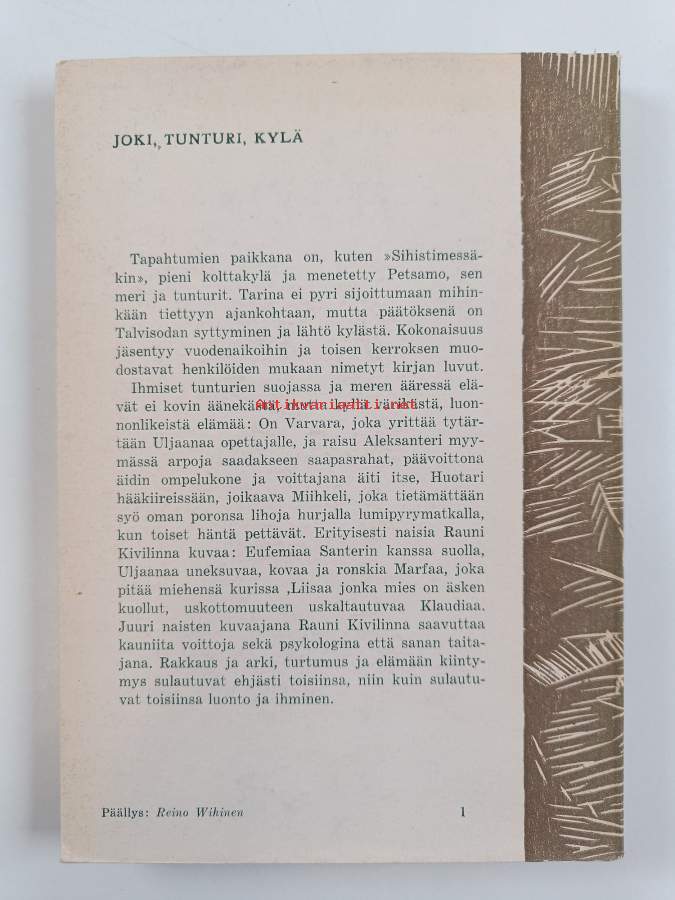 JOKI, TUNTURI, KYLÄ
Tapahtumien paikkana on, kuten »Sihistimessä-
kin», pieni kolttakylä ja menetetty Petsamo, sen
meri ja tunturit. Tarina ei pyri sijoittumaan mihin-
kään tiettyyn ajankohtaan, mutta päätöksenä on
Talvisodan syttyminen ja lähtö kylästä. Kokonaisuus
jäsentyy vuodenaikoihin ja toisen kerroksen muo-
dostavat henkilöiden mukaan nimetyt kirjan luvut.
Ihmiset tunturien suojassa ja meren ääressä elä-
vät ei kovin äänekästä, mutta kyllä värikästä, luon-
nonlikeistä elämää: On Varvara, joka yrittää tytär-
tään Uljaanaa opettajalle, ja raisu Aleksanteri myy-
mässä arpoja saadakseen saapasrahat, päävoittona
äidin ompelukone ja voittajana äiti itse, Huotari
hääkiireissään, joikaava Miihkeli, joka tietämättään
syö oman poronsa lihoja hurjalla lumipyrymatkalla,
kun toiset häntä pettävät. Erityisesti naisia Rauni
Kivilinna kuvaa: Eufemiaa Santerin kanssa suolla,
Uljaanaa uneksuvaa, kovaa ja ronskia Marfaa, joka
pitää miehensä kurissa ,Liisaa jonka mies on äsken
kuollut, uskottomuuteen uskaltautuvaa Klaudiaa.
Juuri naisten kuvaajana Rauni Kivilinna saavuttaa
kauniita voittoja sekä psykologina että sanan taita-
jana. Rakkaus ja arki, turtumus ja elämään kiinty-
mys sulautuvat ehjästi toisiinsa, niin kuin sulautu-
vat toisiinsa luonto ja ihminen.
Päällys: Reino Wihinen 1